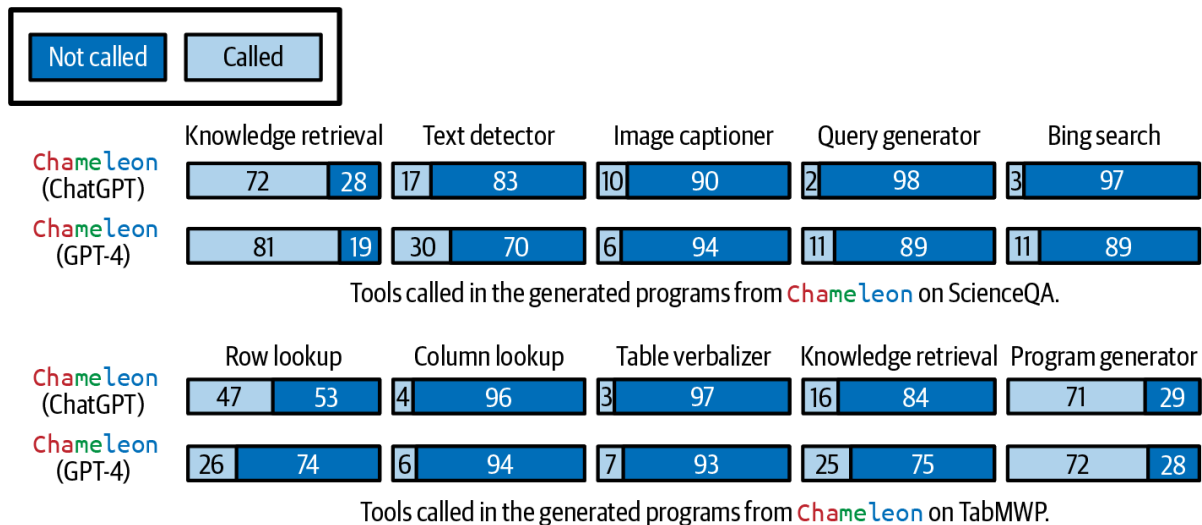 Not called Called
Knowledge retrieval Text detector Image captioner Query generator Bing search
Chameleon
(ChatGPT)
72 28 17 83 10 90 2 98 3 97
Chameleon
(GPT-4)
81 19 30 70 6 94 11 89 11 89
Tools called in the generated programs from Chameleon on ScienceQA.
Row lookup Column lookup Table verbalizer Knowledge retrieval Program generator
Chameleon
(ChatGPT)
47 53 4 96 3 97 16 84 71 29
Chameleon
(GPT-4)
26 74 6 94 7 93 25 75 72 28
Tools called in the generated programs from Chameleon on TabMWP.